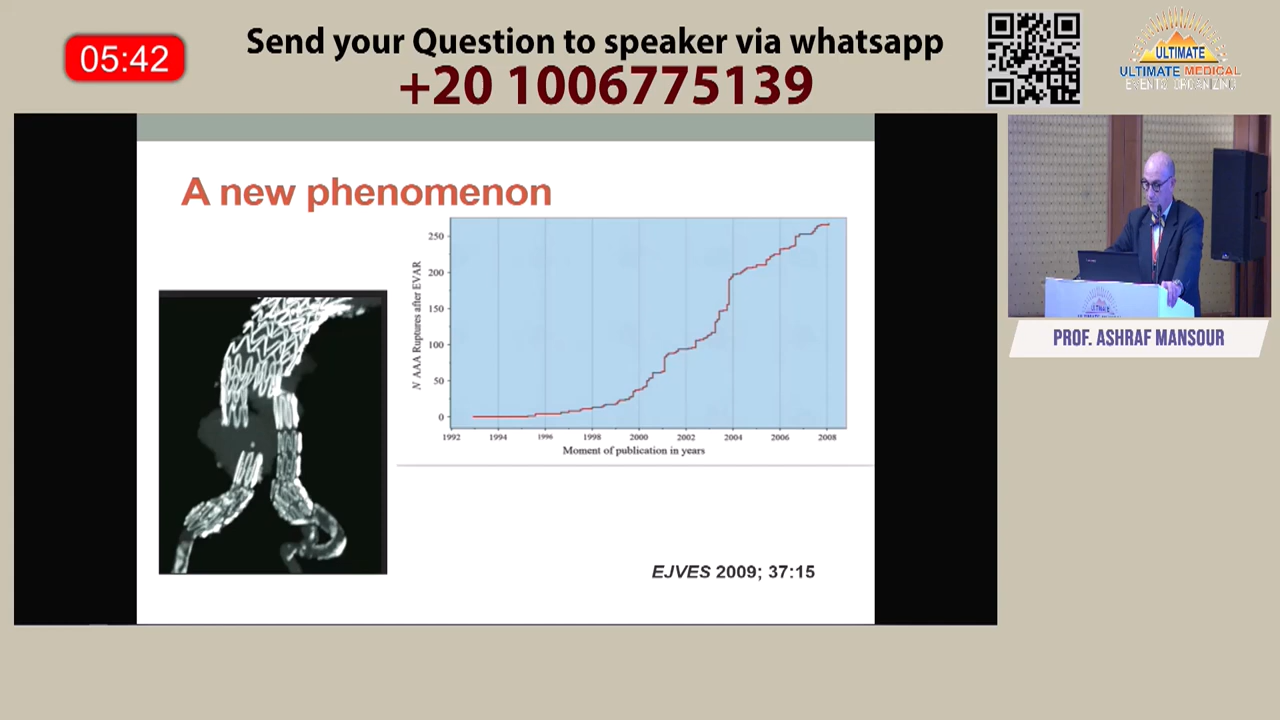 05:42
Send your Question to speaker via whatsapp
+20 1006775139
ULTIMATE
ULTIMATE MEDICAL
EVENTS ORGANIZING
A new phenomenon
N AAA Ruptures after EVAR
250
200
150
100
50
0
1992 1994 1996 1998 2000 2002 2004 2006 2008
Moment of publication in years
EJVES 2009; 37:15
PROF. ASHRAF MANSOUR